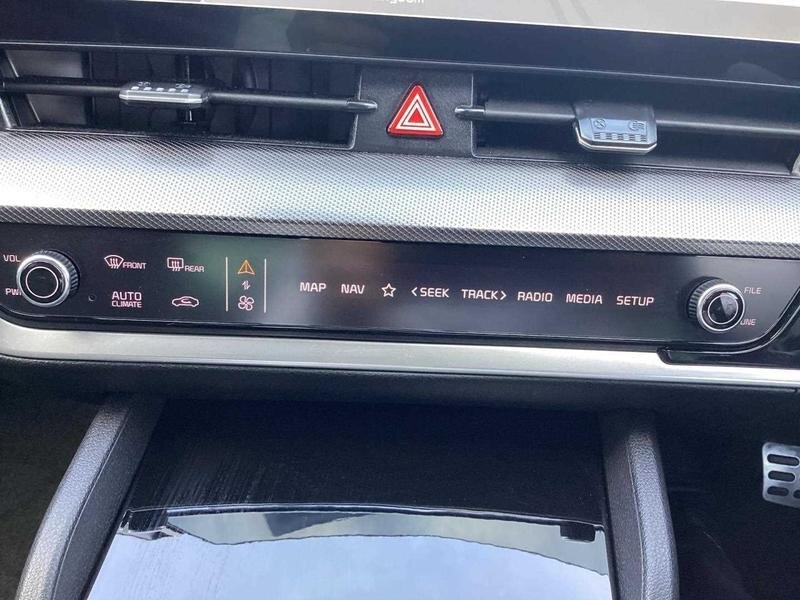 VOL
PWR
FRONT
REAR
AUTO
CLIMATE
MAP NAV <SEEK TRACK> RADIO MEDIA SETUP
FILE
TUNE